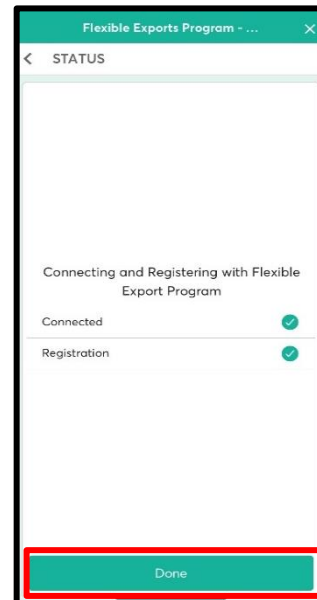 Flexible Exports Program - ...
STATUS
Connecting and Registering with Flexible
Export Program
Connected
Registration
Done